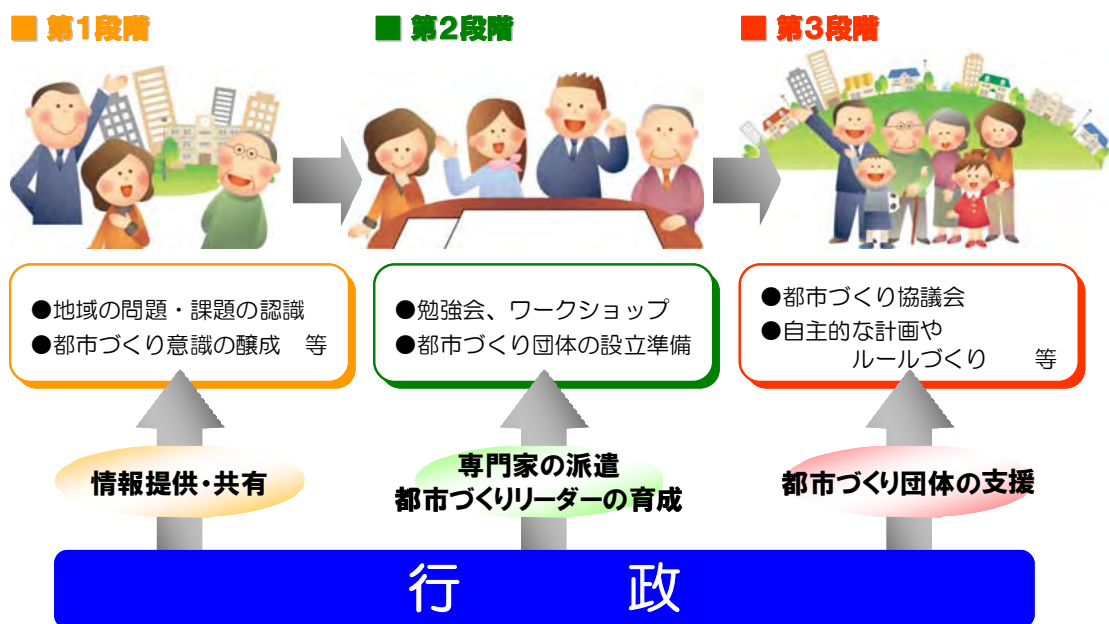 ■ 第1段階
●地域の問題・課題の認識
●都市づくり意識の醸成　等
情報提供・共有
■ 第2段階
●勉強会、ワークショップ
●都市づくり団体の設立準備
専門家の派遣
都市づくりリーダーの育成
■ 第3段階
●都市づくり協議会
●自主的な計画や
ルールづくり　等
都市づくり団体の支援
行　政